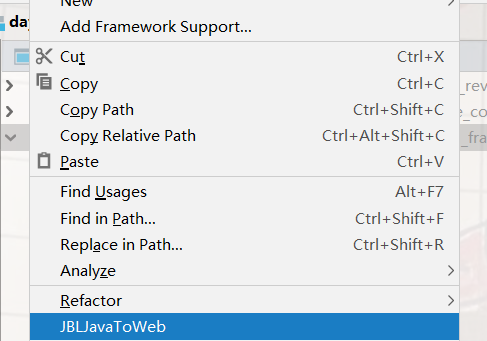 New
Add Framework Support...
Cut Ctrl+X
Copy Ctrl+C
Copy Path Ctrl+Shift+C
Copy Relative Path Ctrl+Alt+Shift+C
Paste Ctrl+V
Find Usages Alt+F7
Find in Path... Ctrl+Shift+F
Replace in Path... Ctrl+Shift+R
Analyze
Refactor
JBLJavaToWeb